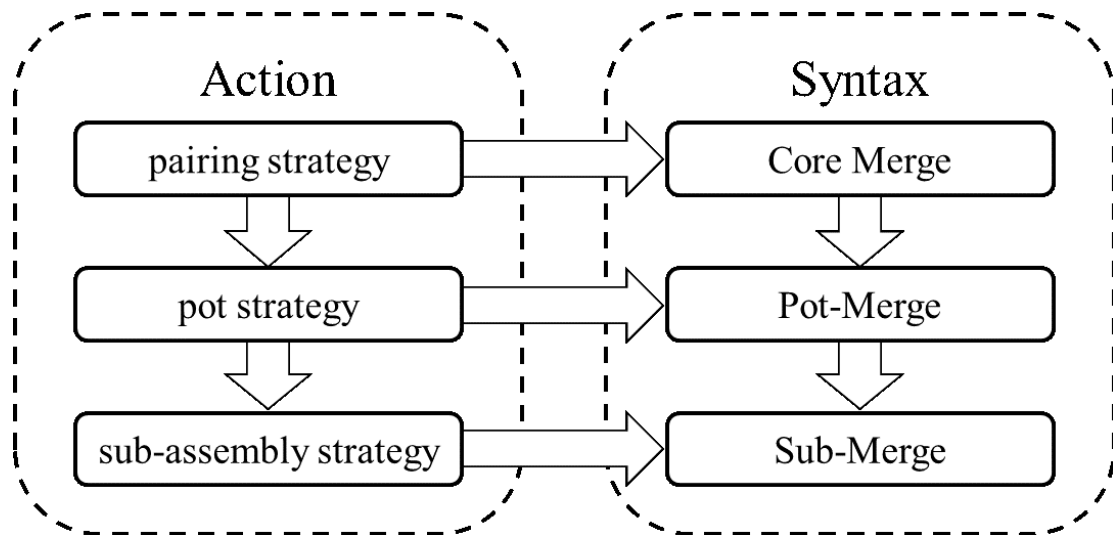 Action
Syntax
pairing strategy
Core Merge
pot strategy
Pot-Merge
sub-assembly strategy
Sub-Merge